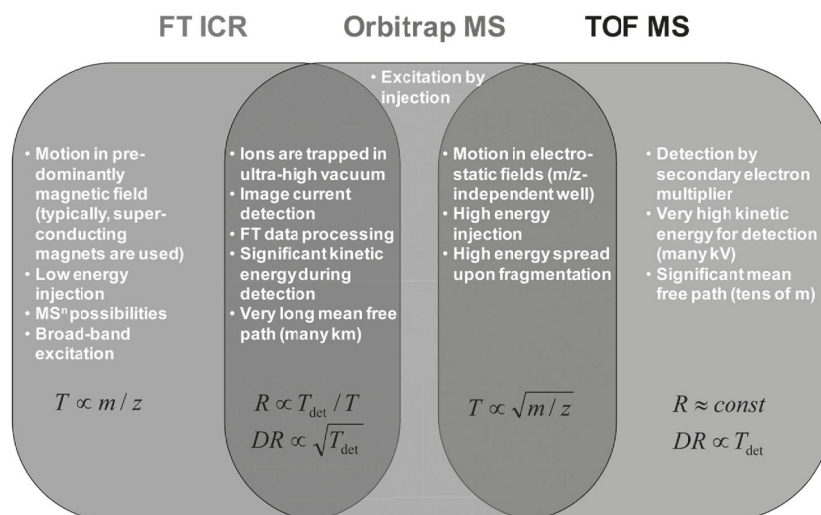 FT ICR
Orbitrap MS
TOF MS
• Excitation by
injection
• Motion in pre-
dominantly
magnetic field
(typically, super-
conducting
magnets are used)
• Low energy
injection
• MSⁿ possibilities
• Broad-band
excitation
T ∝ m / z
• Ions are trapped in
ultra-high vacuum
• Image current
detection
• FT data processing
• Significant kinetic
energy during
detection
• Very long mean free
path (many km)
R ∝ T_det / T
DR ∝ √T_det
• Motion in electro-
static fields (m/z-
independent well)
• High energy
injection
• High energy spread
upon fragmentation
T ∝ √m / z
• Detection by
secondary electron
multiplier
• Very high kinetic
energy for detection
(many kV)
• Significant mean
free path (tens of m)
R ≈ const
DR ∝ T_det